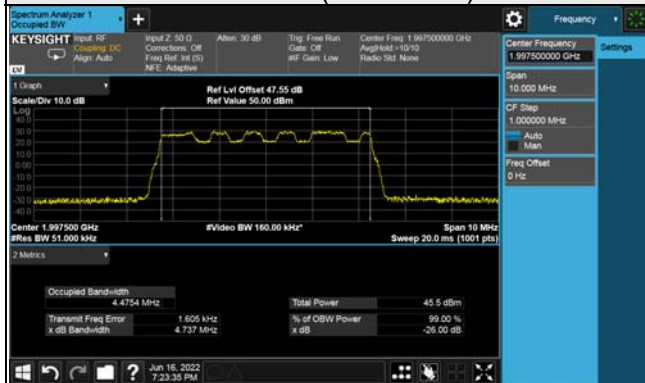 Spectrum Analyzer 1
Occupied BW
+
Frequency
KEYSIGHT
Input: RF
Coupling: DC
Align: Auto
Input Z: 50 Ω
Corrections: Off
Freq Ref: Int (S)
NFE: Adaptive
Atten: 30 dB
Trig: Free Run
Gate: Off
#IF Gain: Low
Center Freq: 1.997500000 GHz
Avg|Hold:>10/10
Radio Std: None
LXI
Center Frequency
1.997500000 GHz
Settings
Span
10.000 MHz
CF Step
1.000000 MHz
Auto
Man
Freq Offset
0 Hz
1 Graph
Scale/Div 10.0 dB
Ref Lvl Offset 47.55 dB
Ref Value 50.00 dBm
Log
40.0
30.0
20.0
10.0
0.00
-10.0
-20.0
-30.0
-40.0
Center 1.997500 GHz
#Res BW 51.000 kHz
#Video BW 160.00 kHz*
Span 10 MHz
Sweep 20.0 ms (1001 pts)
2 Metrics
Occupied Bandwidth
4.4754 MHz
Total Power 45.5 dBm
Transmit Freq Error 1.605 kHz
% of OBW Power 99.00 %
x dB Bandwidth 4.737 MHz
x dB -26.00 dB
?
Jun 16, 2022
7:23:35 PM